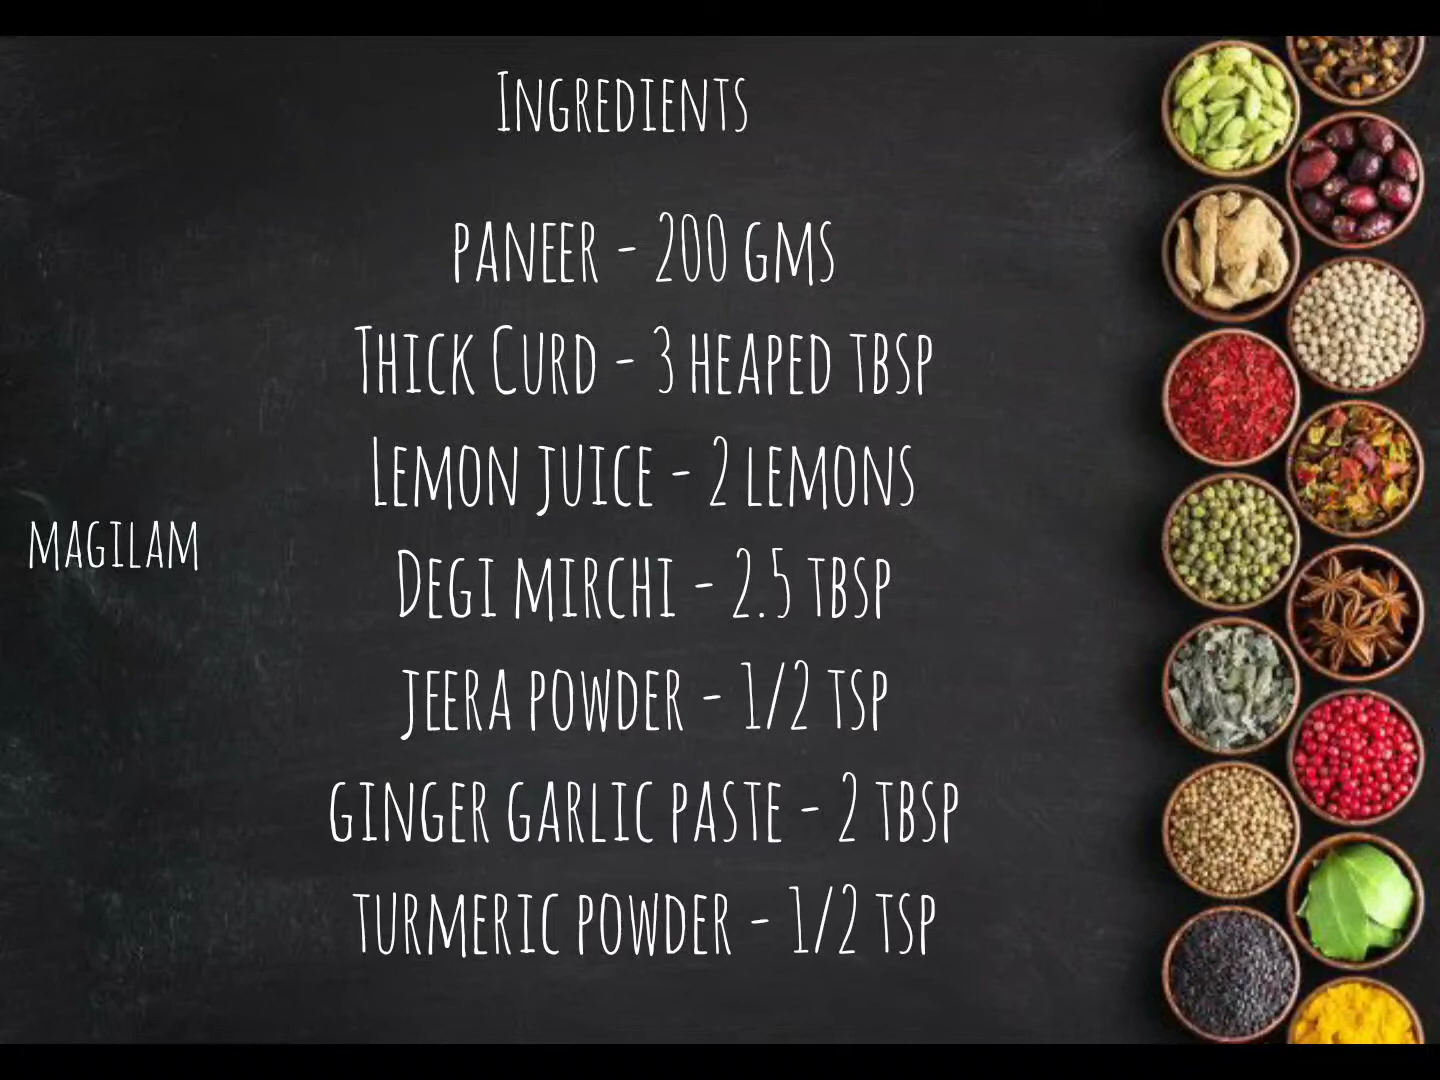 Ingredients
paneer - 200 gms
Thick Curd - 3 heaped tbsp
Lemon juice - 2 lemons
magilam
Degi mirchi - 2.5 tbsp
jeera powder - 1/2 tsp
ginger garlic paste - 2 tbsp
turmeric powder - 1/2 tsp